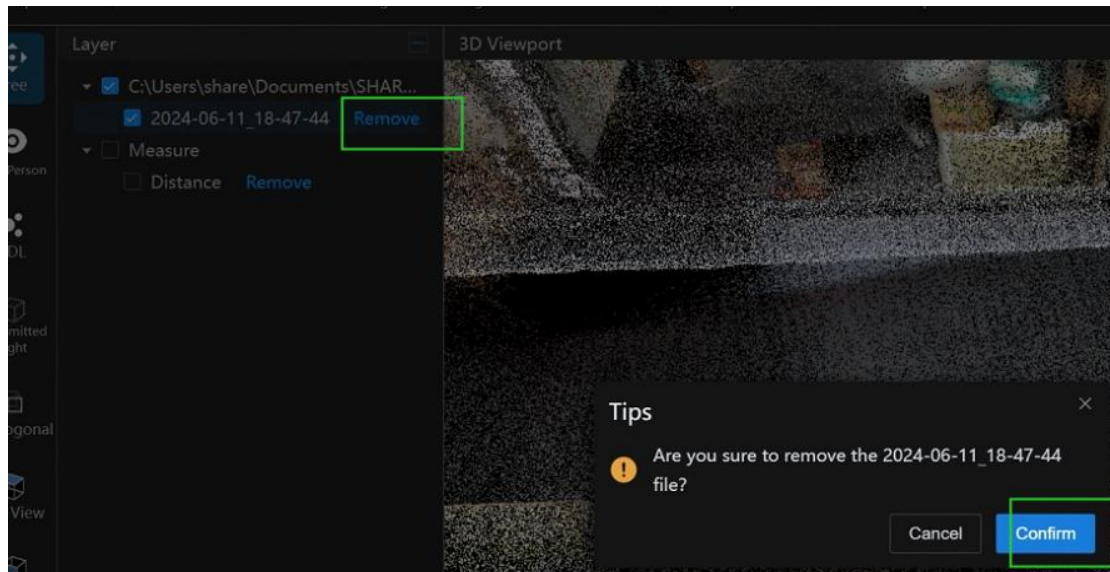 Layer
3D Viewport
C:\Users\share\Documents\SHAR...
2024-06-11_18-47-44 Remove
Person
Measure
Distance Remove
Tips
Are you sure to remove the 2024-06-11_18-47-44
file?
View
Cancel
Confirm